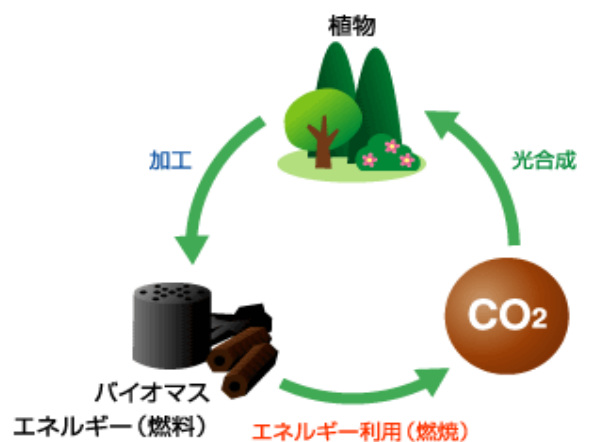 植物
加工
光合成
CO2
バイオマス
エネルギー（燃料）
エネルギー利用（燃焼）